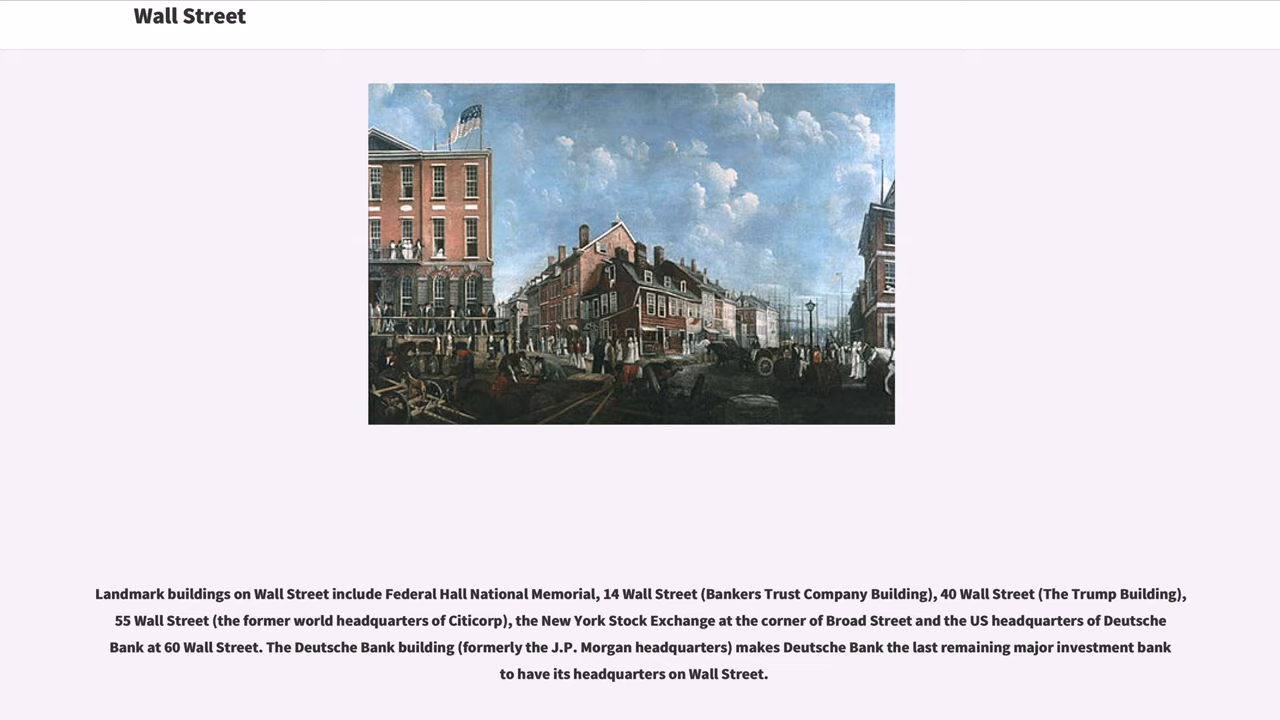 Wall Street
Landmark buildings on Wall Street include Federal Hall National Memorial, 14 Wall Street (Bankers Trust Company Building), 40 Wall Street (The Trump Building),
55 Wall Street (the former world headquarters of Citicorp), the New York Stock Exchange at the corner of Broad Street and the US headquarters of Deutsche
Bank at 60 Wall Street. The Deutsche Bank building (formerly the J.P. Morgan headquarters) makes Deutsche Bank the last remaining major investment bank
to have its headquarters on Wall Street.